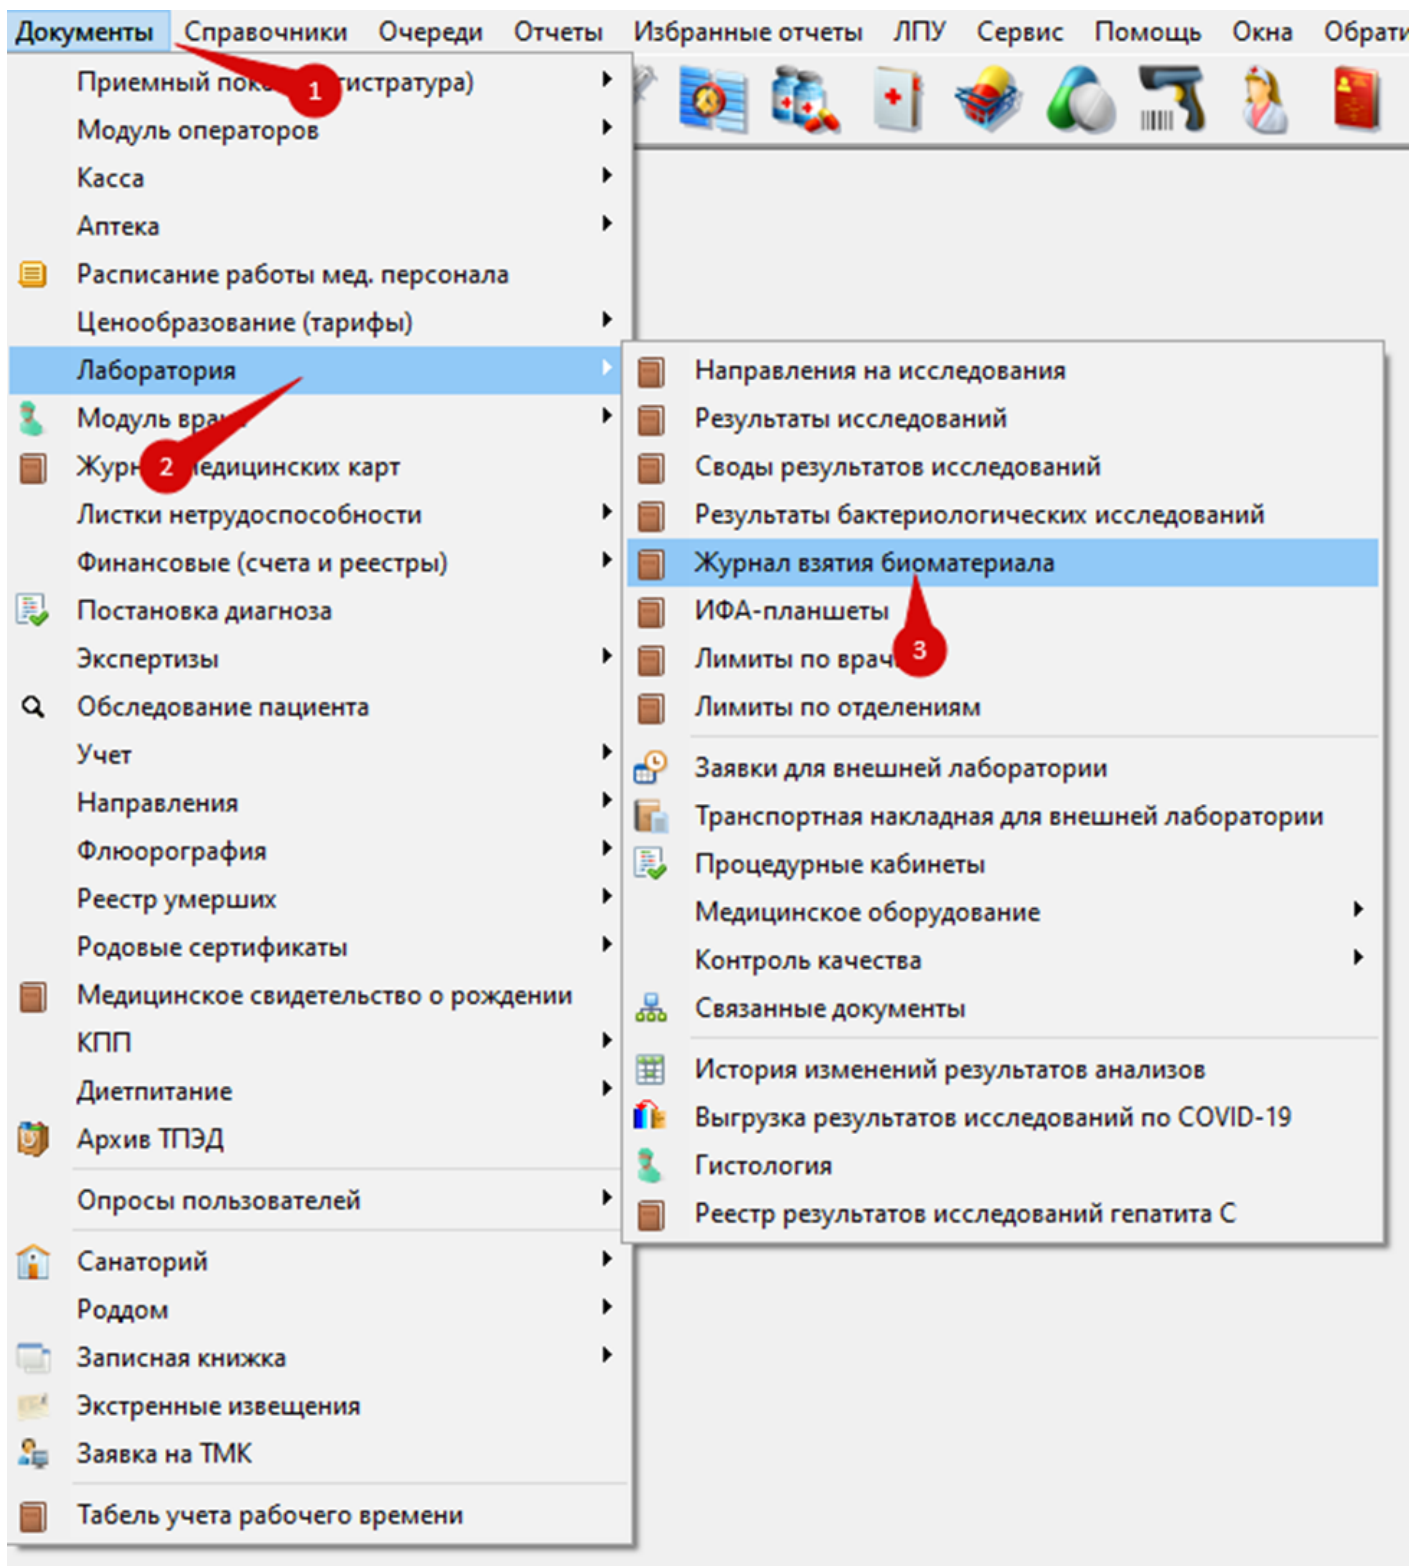 Документы Справочники Очереди Отчеты Избранные отчеты ЛПУ Сервис Помощь Окна
1
Приемный
Модуль операторов
Касса
Аптека
Расписание работы мед. персонала
Ценообразование (тарифы)
Лаборатория
Модуль
2
медицинских карт
Листки нетрудоспособности
Финансовые (счета и реестры)
Постановка диагноза
Экспертизы
Обследование пациента
Учет
Направления
Флюорография
Реестр умерших
Родовые сертификаты
Медицинское свидетельство о рождении
КПП
Диетпитание
Архив ТПЭД
Опросы пользователей
Санаторий
Роддом
Записная книжка
Экстренные извещения
Заявка на ТМК
Табель учета рабочего времени
Направления на исследования
Результаты исследований
Своды результатов исследований
Результаты бактериологических исследований
Журнал взятия биоматериала
ИФА-планшеты
3
Лимиты по
Лимиты по отделениям
Заявки для внешней лаборатории
Транспортная накладная для внешней лаборатории
Процедурные кабинеты
Медицинское оборудование
Контроль качества
Связанные документы
История изменений результатов анализов
Выгрузка результатов исследований по COVID-19
Гистология
Реестр результатов исследований гепатита С